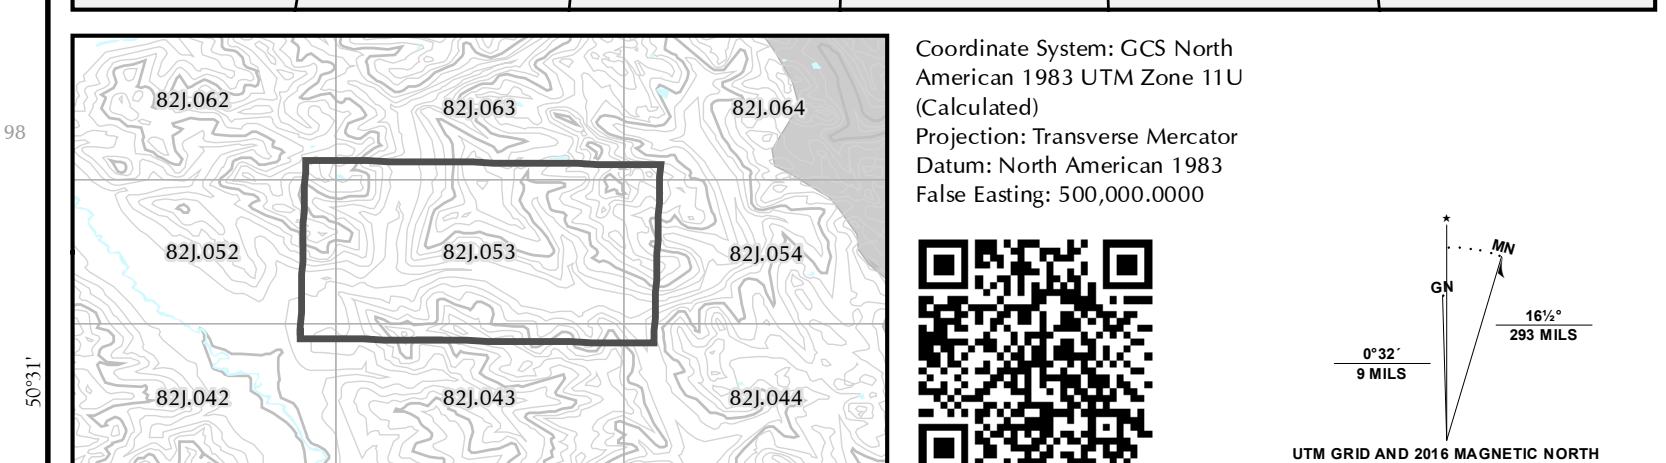 98
50°31'
82J.062
82J.063
82J.064
82J.052
82J.053
82J.054
82J.042
82J.043
82J.044
Coordinate System: GCS North
American 1983 UTM Zone 11U
(Calculated)
Projection: Transverse Mercator
Datum: North American 1983
False Easting: 500,000.0000
MN
GN
16½°
293 MILS
0°32´
9 MILS
UTM GRID AND 2016 MAGNETIC NORTH